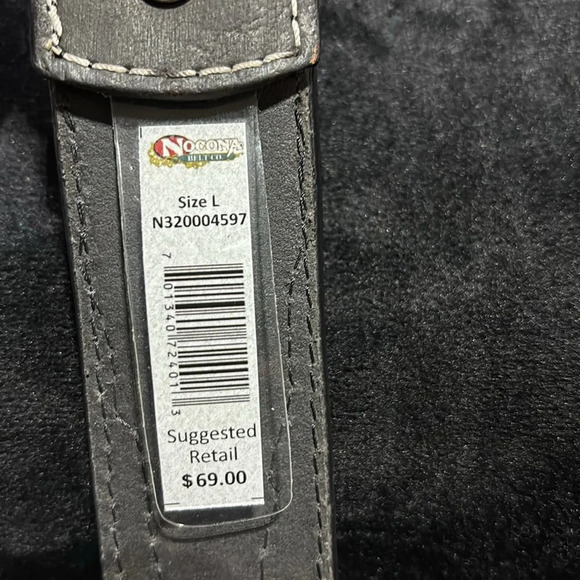 NOCONA
BELT CO.
Size L
N320004597
7 01340 72401 3
Suggested
Retail
$69.00